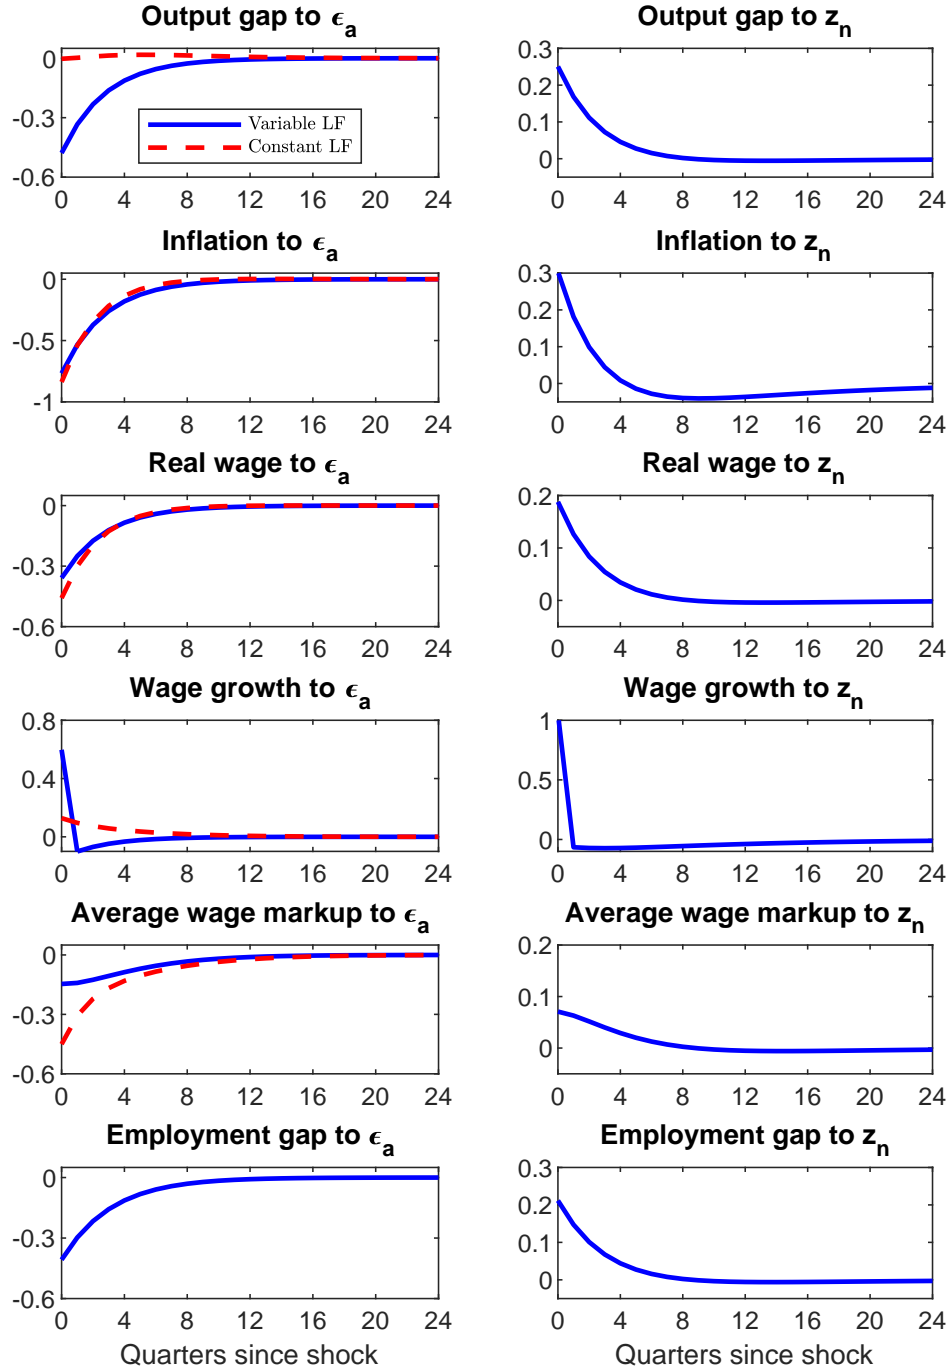 Output gap to ϵa
0
-0.3
-0.6
Variable LF
Constant LF
0 4 8 12 16 20 24
Output gap to zn
0.3
0.2
0.1
0
0 4 8 12 16 20 24
Inflation to ϵa
0
-0.5
-1
0 4 8 12 16 20 24
Inflation to zn
0.3
0.2
0.1
0
0 4 8 12 16 20 24
Real wage to ϵa
0
-0.3
-0.6
0 4 8 12 16 20 24
Real wage to zn
0.2
0.1
0
0 4 8 12 16 20 24
Wage growth to ϵa
0.8
0.4
0
0 4 8 12 16 20 24
Wage growth to zn
1
0.5
0
0 4 8 12 16 20 24
Average wage markup to ϵa
0
-0.3
-0.6
0 4 8 12 16 20 24
Average wage markup to zn
0.2
0.1
0
0 4 8 12 16 20 24
Employment gap to ϵa
0
-0.3
-0.6
0 4 8 12 16 20 24
Quarters since shock
Employment gap to zn
0.3
0.2
0.1
0
0 4 8 12 16 20 24
Quarters since shock